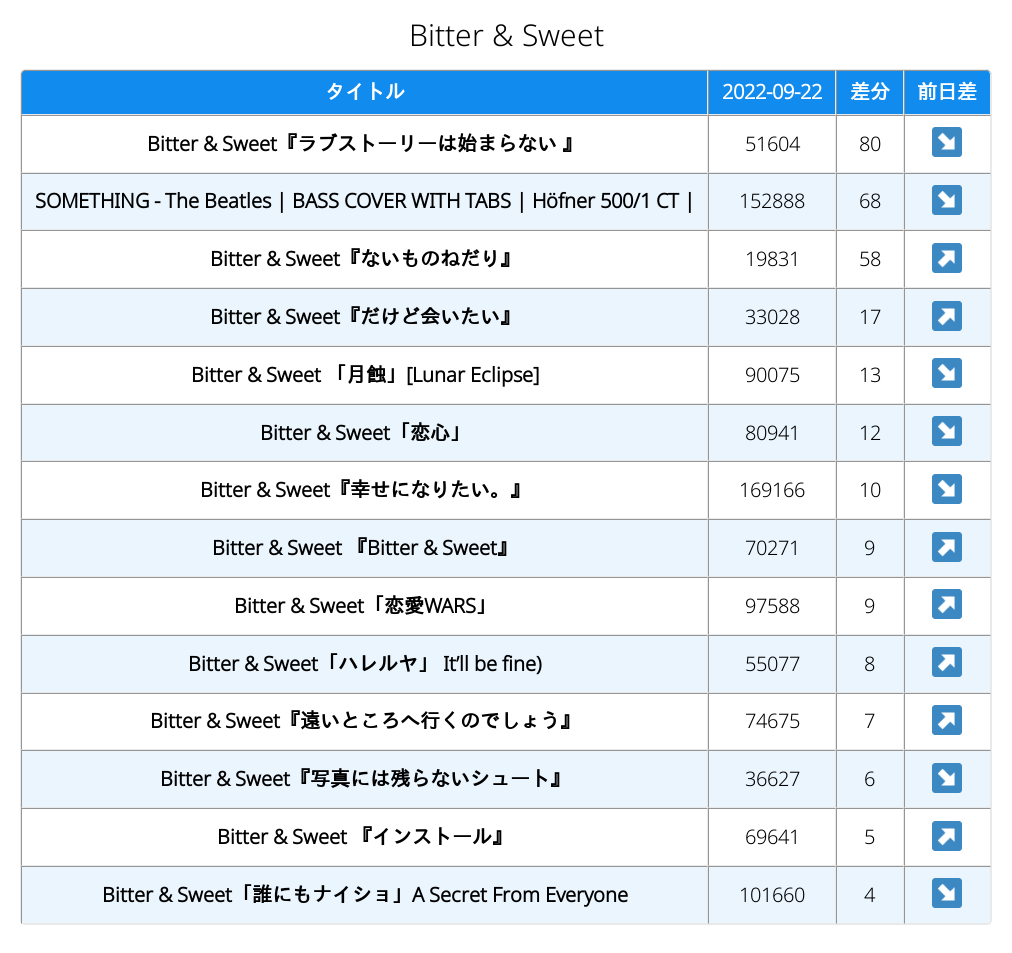 Bitter & Sweet
タイトル 2022-09-22 差分 前日差
Bitter & Sweet『ラブストーリーは始まらない 』 51604 80 ↘
SOMETHING - The Beatles | BASS COVER WITH TABS | Höfner 500/1 CT | 152888 68 ↘
Bitter & Sweet『ないものねだり』 19831 58 ↗
Bitter & Sweet『だけど会いたい』 33028 17 ↗
Bitter & Sweet 「月蝕」[Lunar Eclipse] 90075 13 ↘
Bitter & Sweet「恋心」 80941 12 ↘
Bitter & Sweet『幸せになりたい。』 169166 10 ↘
Bitter & Sweet 『Bitter & Sweet』 70271 9 ↗
Bitter & Sweet「恋愛WARS」 97588 9 ↗
Bitter & Sweet「ハレルヤ」 It’ll be fine) 55077 8 ↗
Bitter & Sweet『遠いところへ行くのでしょう』 74675 7 ↗
Bitter & Sweet『写真には残らないシュート』 36627 6 ↘
Bitter & Sweet 『インストール』 69641 5 ↗
Bitter & Sweet「誰にもナイショ」A Secret From Everyone 101660 4 ↘